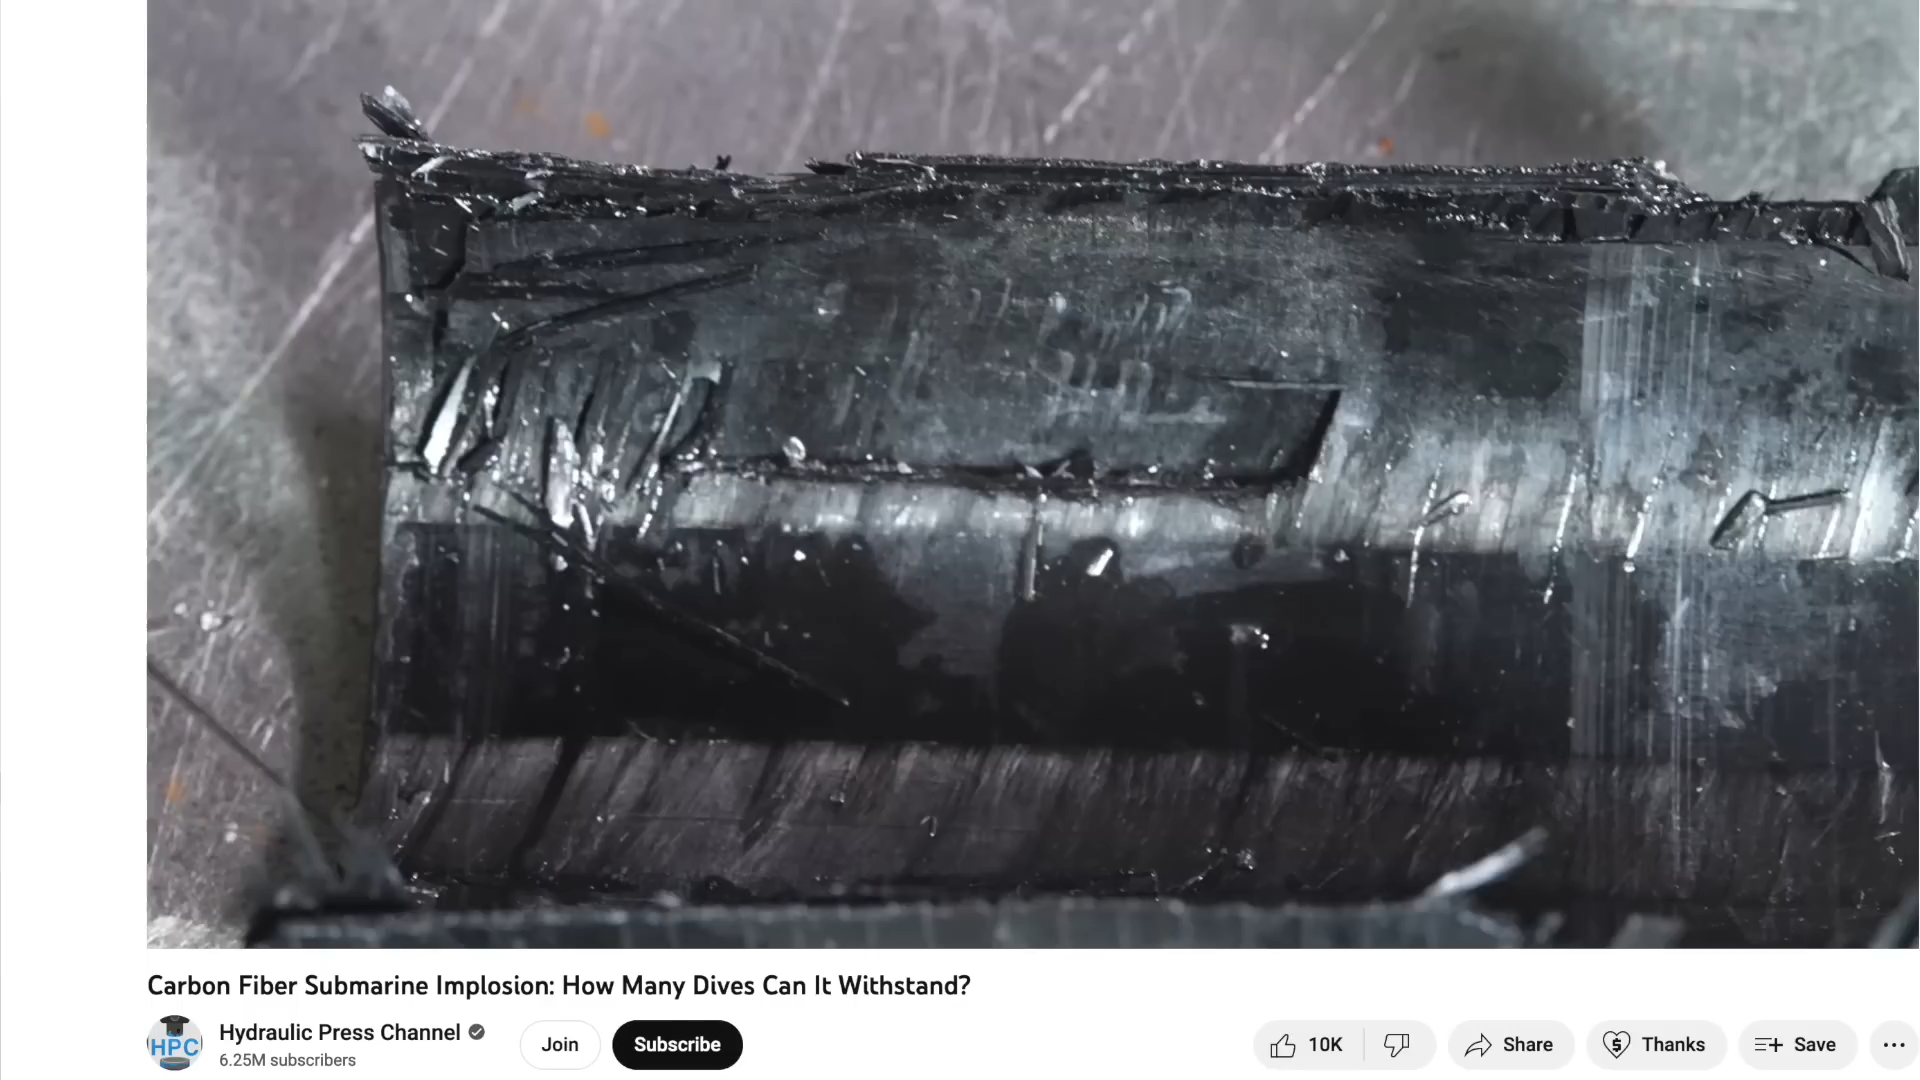 Carbon Fiber Submarine Implosion: How Many Dives Can It Withstand?
HPC
Hydraulic Press Channel
6.25M subscribers
Join
Subscribe
10K
Share
Thanks
Save